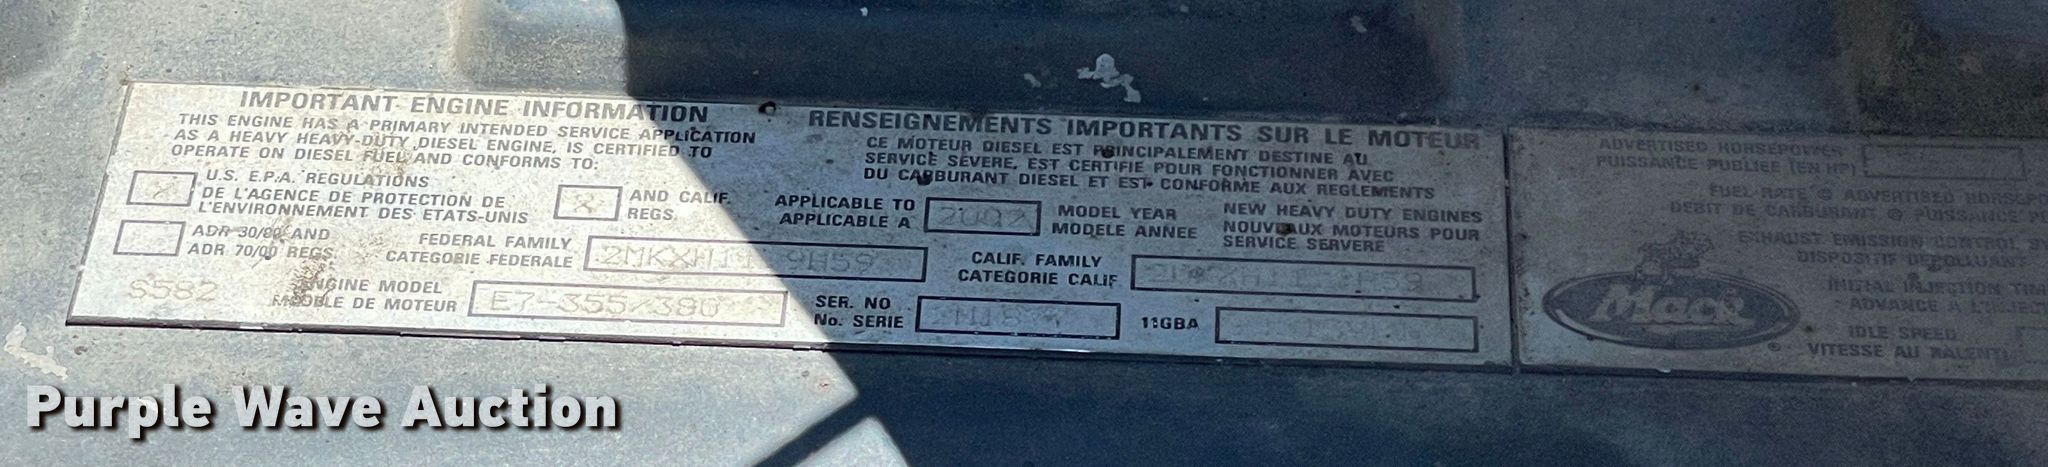 IMPORTANT ENGINE INFORMATION
THIS ENGINE HAS A PRIMARY INTENDED SERVICE APPLICATION
AS A HEAVY HEAVY-DUTY DIESEL ENGINE, IS CERTIFIED TO
OPERATE ON DIESEL FUEL AND CONFORMS TO:
U.S. E.P.A. REGULATIONS
DE L'AGENCE DE PROTECTION DE
L'ENVIRONNEMENT DES ETATS-UNIS
AND CALIF.
REGS.
ADR 30/00 AND
ADR 70/00 REGS.
FEDERAL FAMILY
CATEGORIE FEDERALE
S582
ENGINE MODEL
MODELE DE MOTEUR
E7-355/380
RENSEIGNEMENTS IMPORTANTS SUR LE MOTEUR
CE MOTEUR DIESEL EST PRINCIPALEMENT DESTINE AU
SERVICE SEVERE, EST CERTIFIE POUR FONCTIONNER AVEC
DU CARBURANT DIESEL ET EST CONFORME AUX REGLEMENTS
APPLICABLE TO
APPLICABLE A
2002
MODEL YEAR
MODELE ANNEE
NEW HEAVY DUTY ENGINES
NOUVEAUX MOTEURS POUR
SERVICE SERVERE
CALIF. FAMILY
CATEGORIE CALIF
SER. NO
No. SERIE
11GBA
ADVERTISED HORSEPOWER
PUISSANCE PUBLIEE (EN HP)
FUEL RATE @ ADVERTISED
DEBIT DE CARBURANT @ PUISSANCE
EXHAUST EMISSION CONTROL
DISPOSITIF DEPOLLUANT
INITIAL INJECTION
AVANCE A
IDLE SPEED
VITESSE AU RALENTI
Mack
Purple Wave Auction